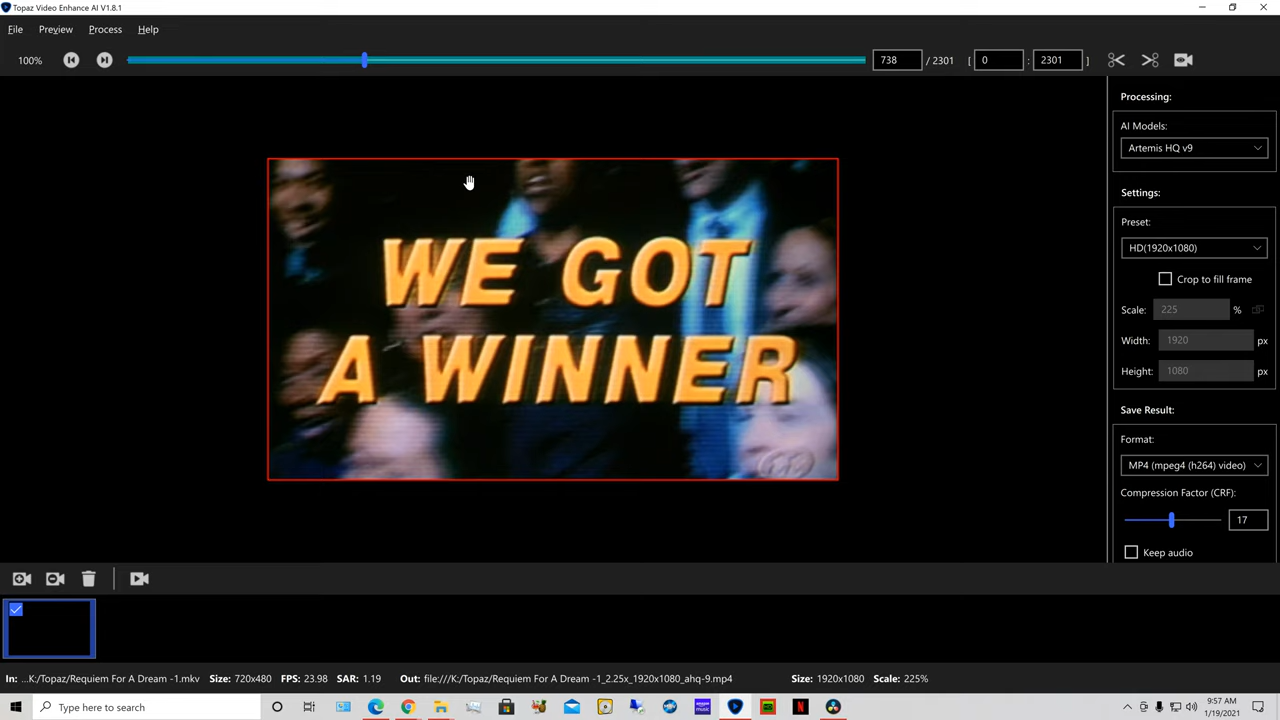 Topaz Video Enhance AI V1.8.1
File Preview Process Help
100% 738 / 2301 [ 0 : 2301 ]
Processing:
AI Models:
Artemis HQ v9
Settings:
Preset:
HD(1920x1080)
Crop to fill frame
Scale: 225 %
Width: 1920 px
Height: 1080 px
Save Result:
Format:
MP4 (mpeg4 (h264) video)
Compression Factor (CRF):
17
Keep audio
WE GOT
A WINNER
In: ...K:/Topaz/Requiem For A Dream -1.mkv Size: 720x480 FPS: 23.98 SAR: 1.19 Out: file:///K:/Topaz/Requiem For A Dream -1_2.25x_1920x1080_ahq-9.mp4 Size: 1920x1080 Scale: 225%
Type here to search
amazon music
N
9:57 AM
1/19/2021